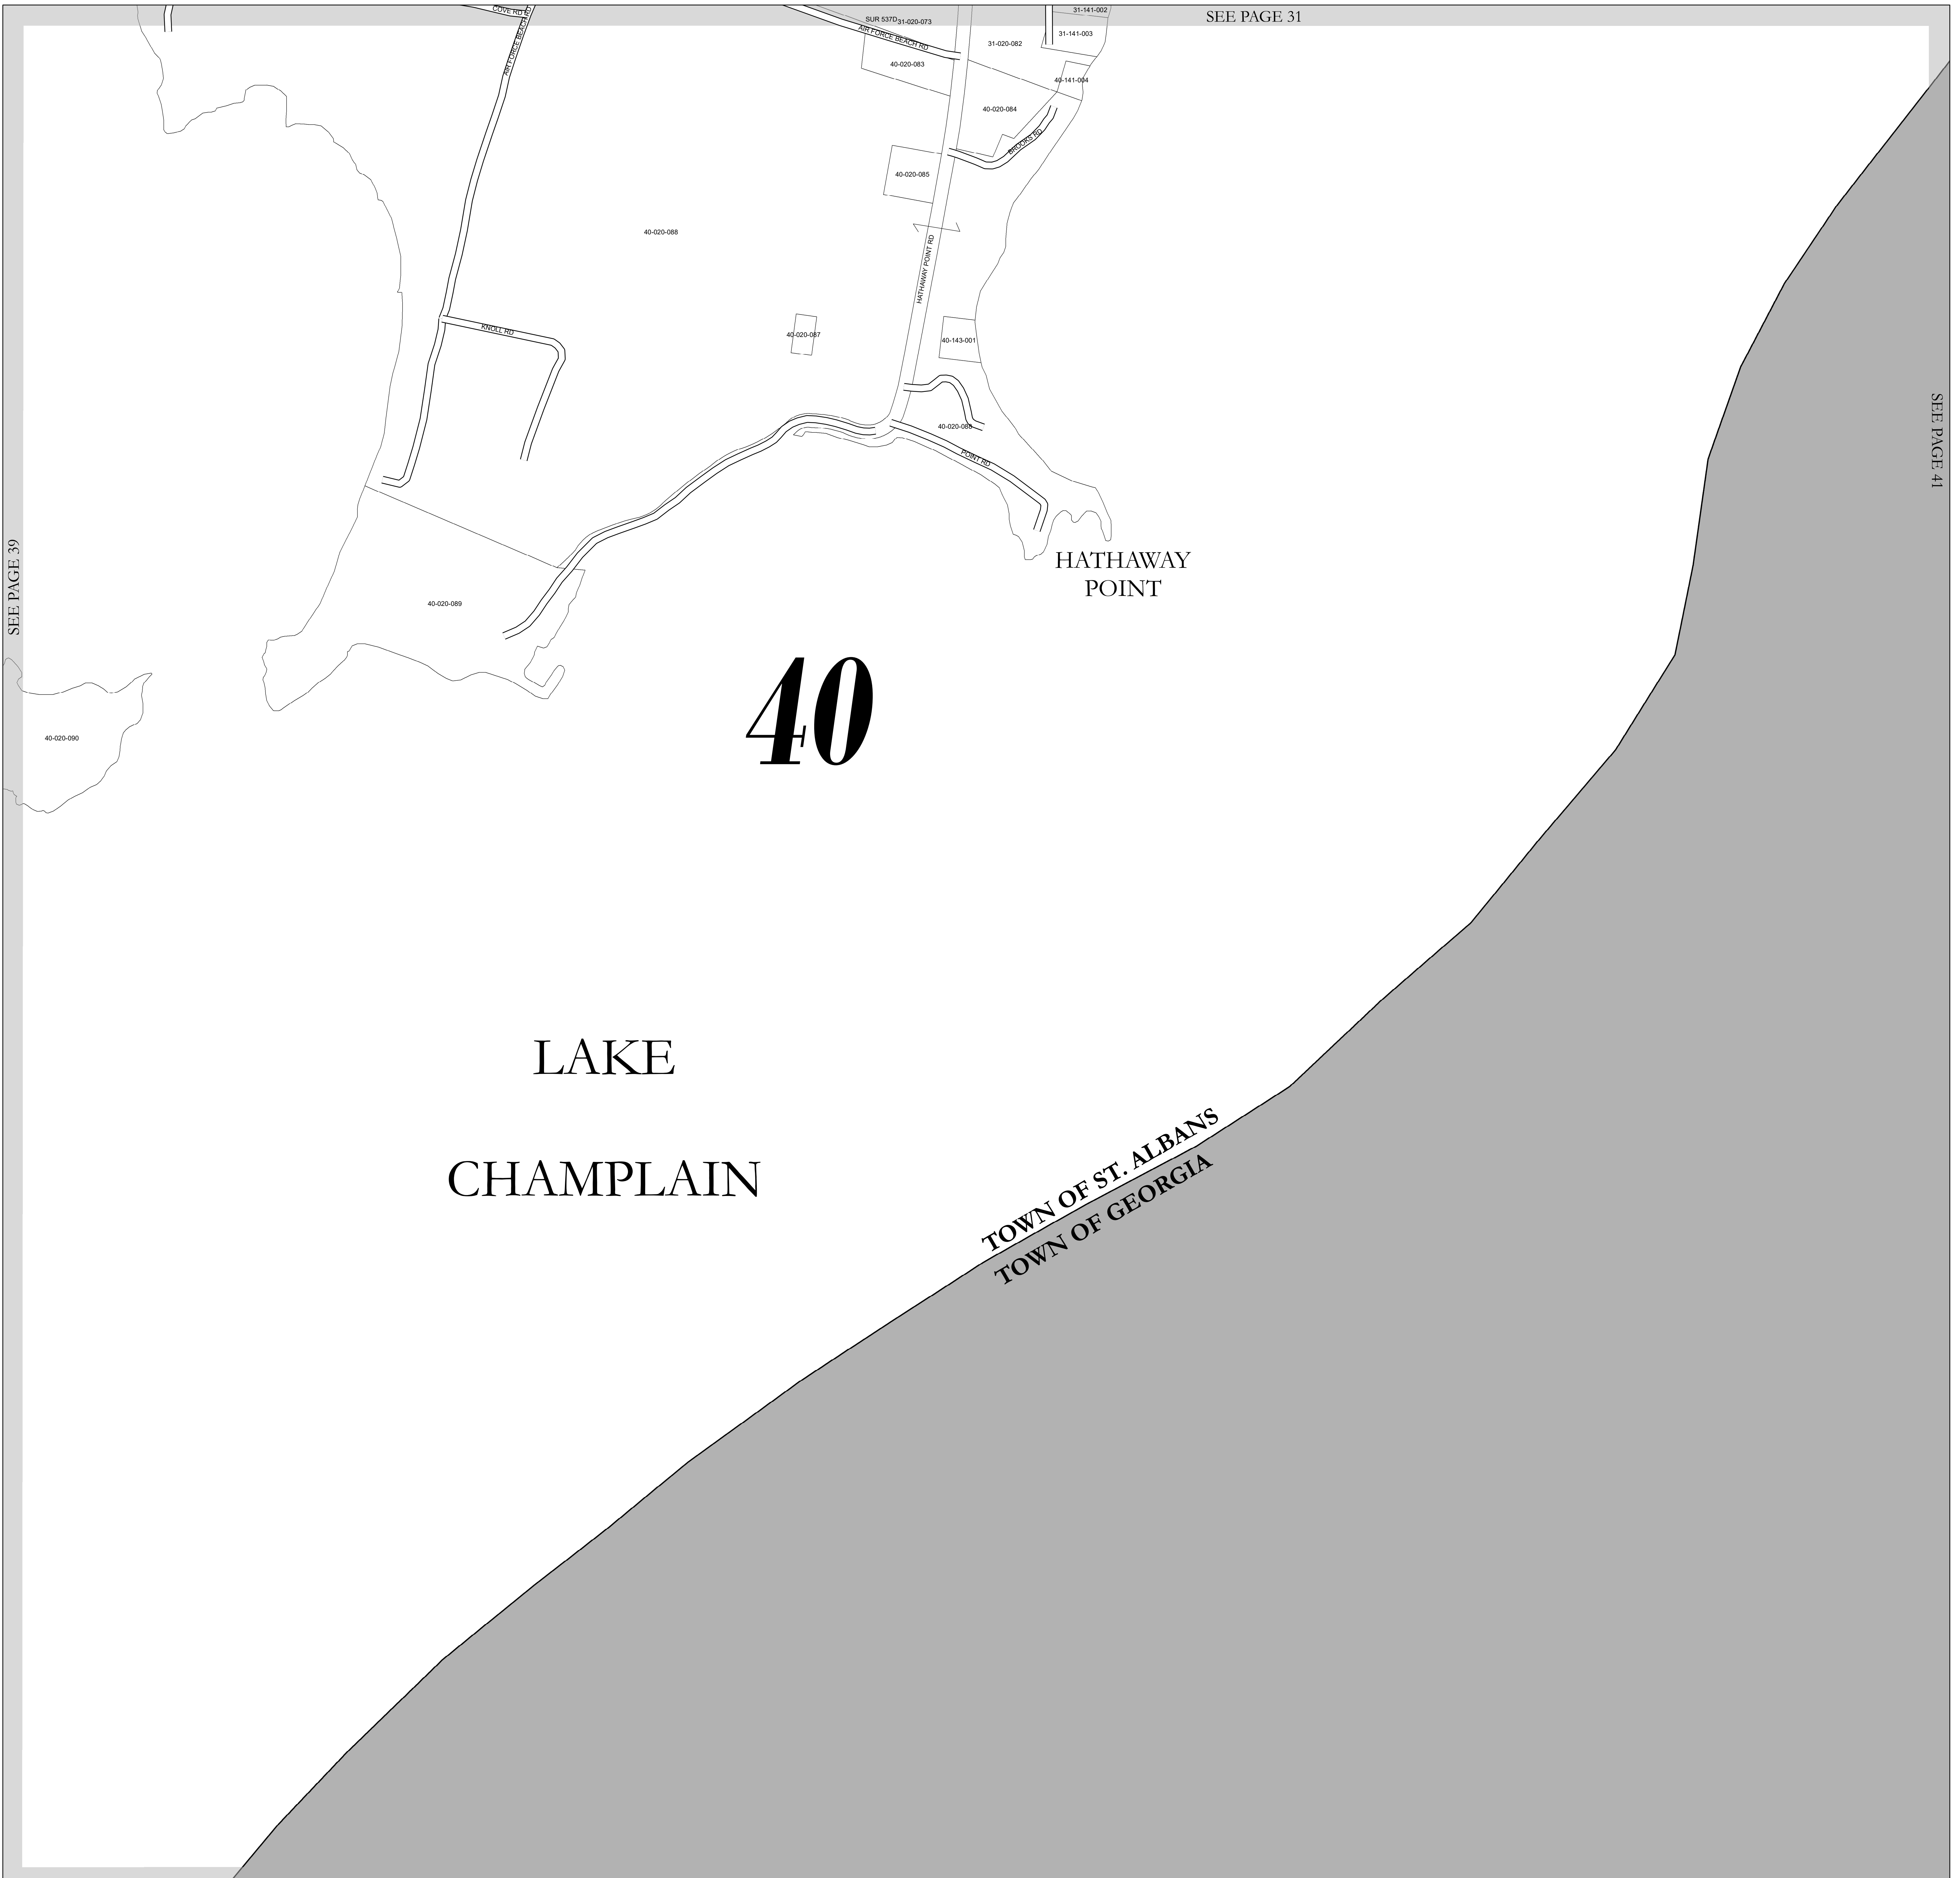 SEE PAGE 31
COVE RD
AIR FORCE BEACH RD
SUR 537D
31-020-073
AIR FORCE BEACH RD
40-020-083
31-020-082
31-141-002
31-141-003
40-141-004
40-020-084
BROOKS RD
40-020-085
40-020-088
HATHAWAY POINT RD
KNOLL RD
40-020-087
40-143-001
40-020-088
POINT RD
SEE PAGE 41
HATHAWAY
POINT
SEE PAGE 39
40-020-089
40-020-090
40
LAKE
CHAMPLAIN
TOWN OF ST. ALBANS
TOWN OF GEORGIA